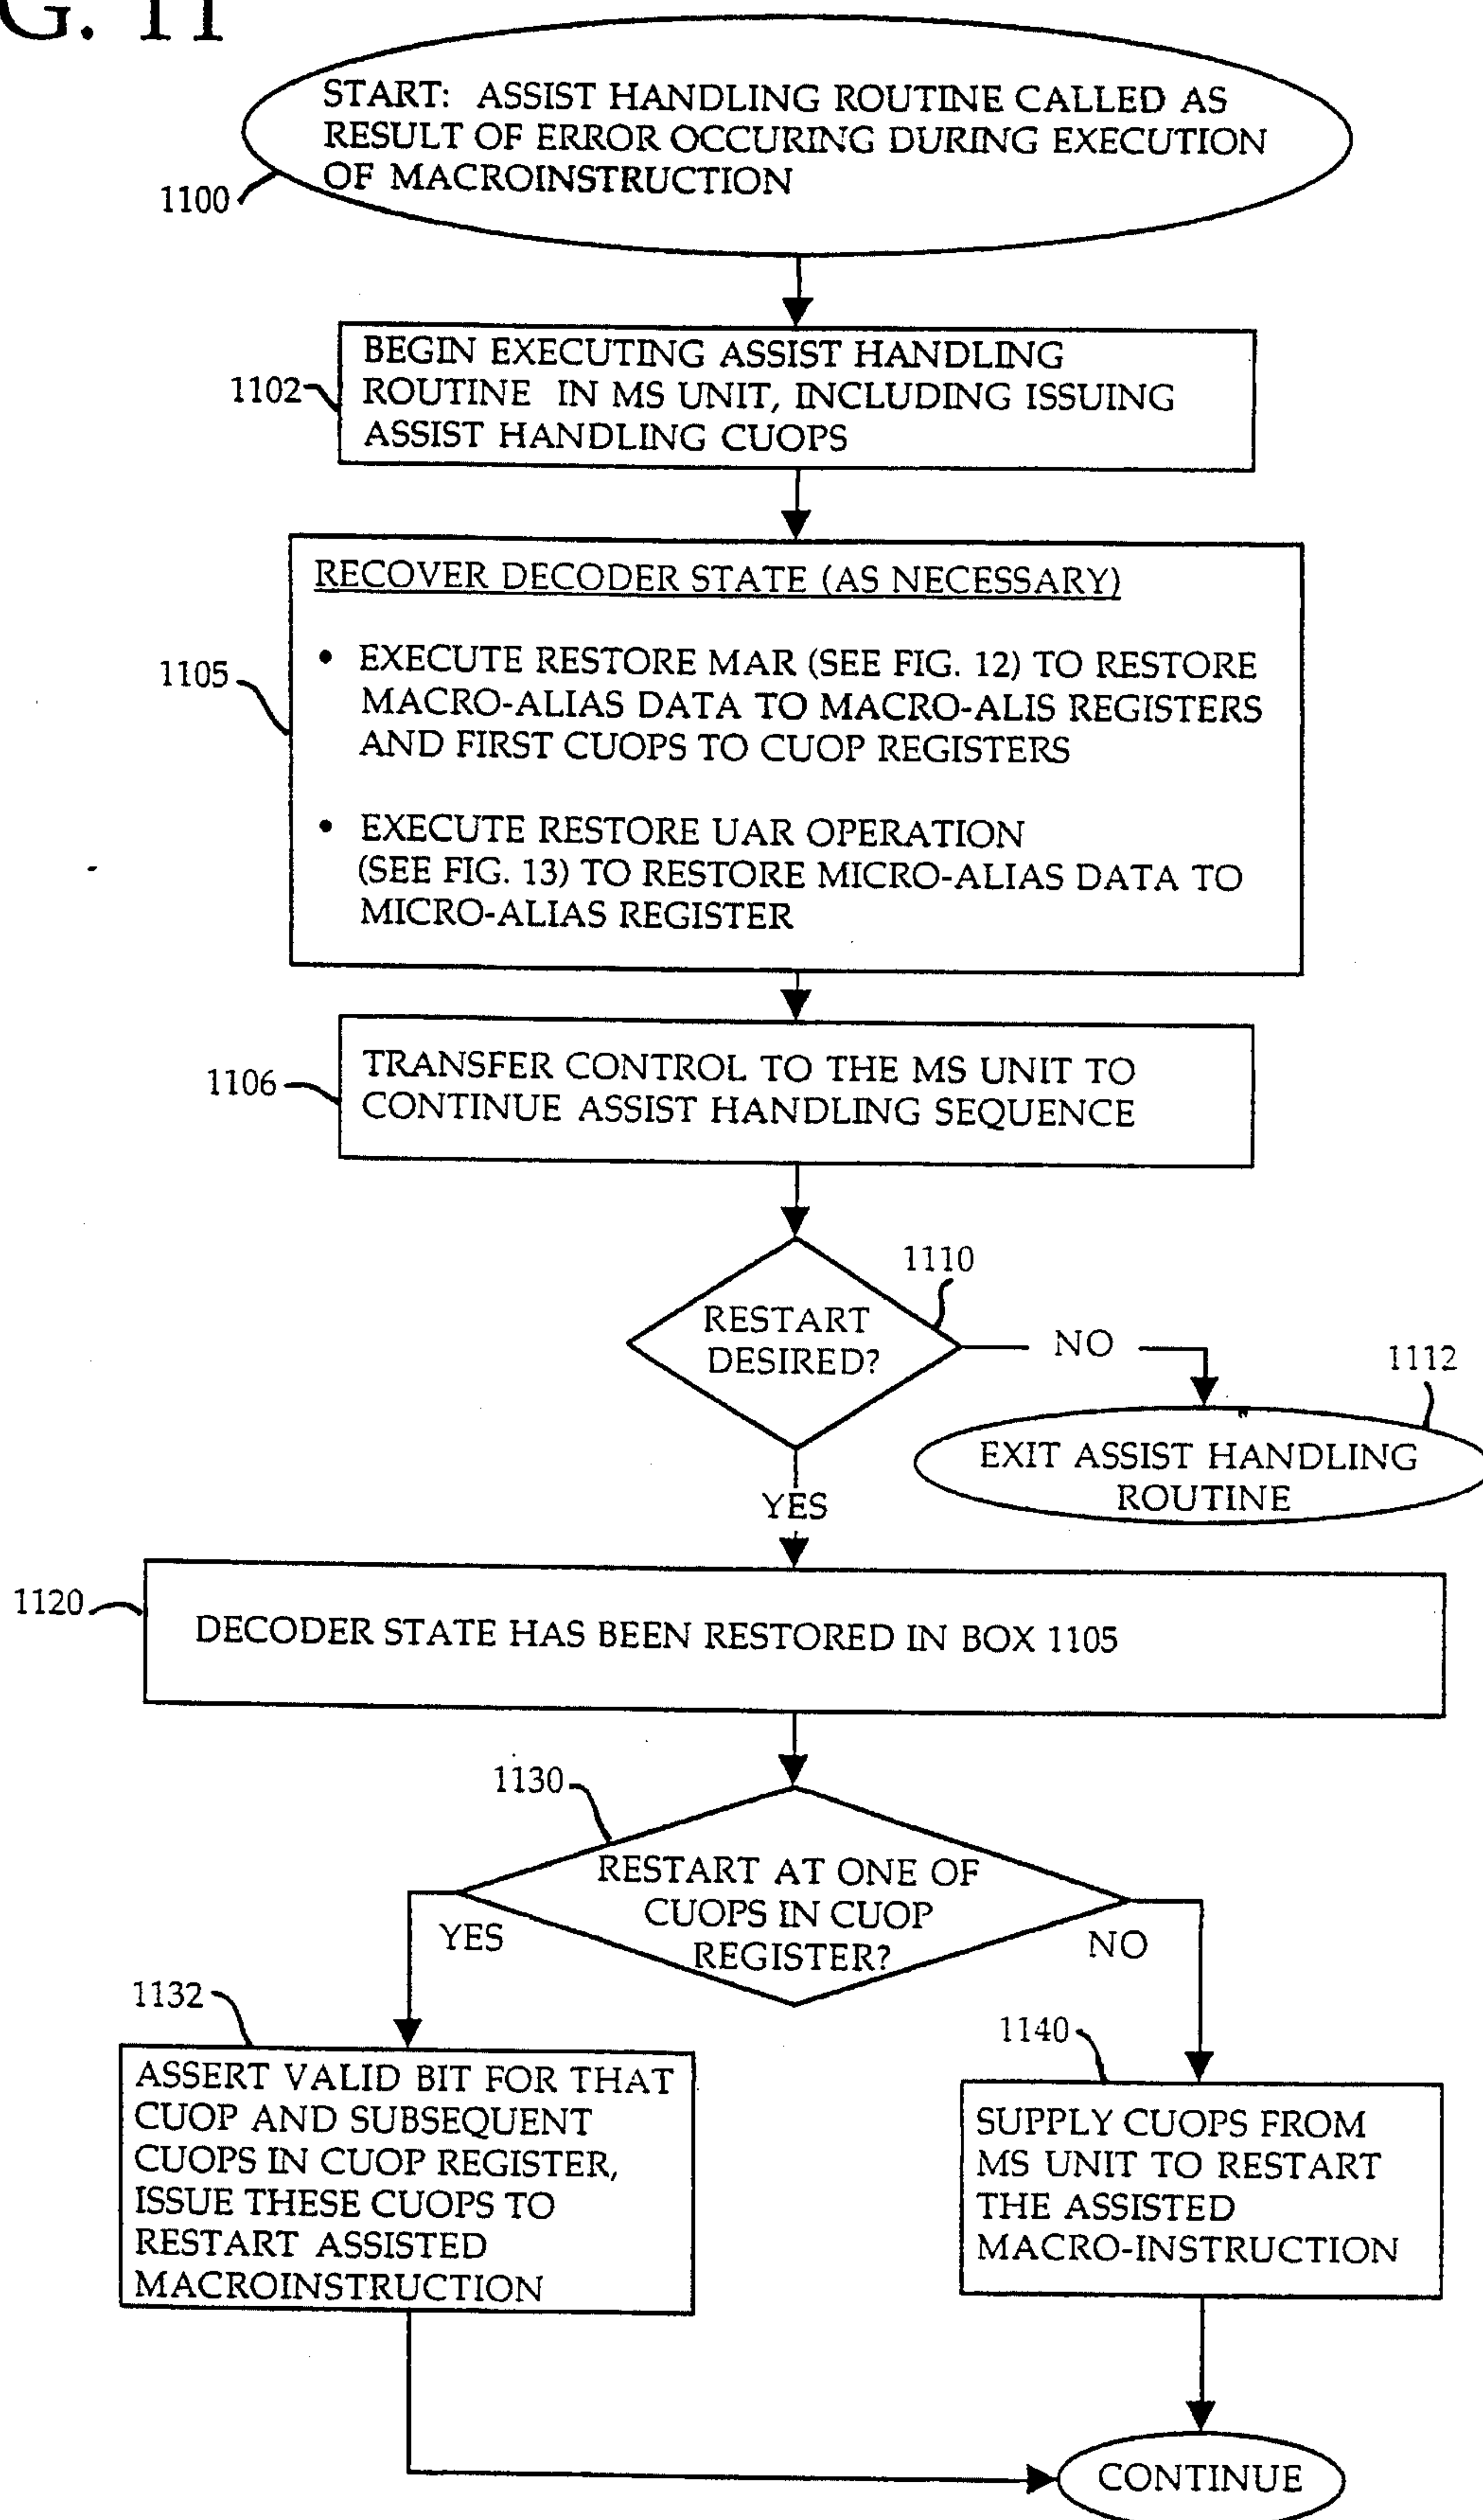 G. 11
START: ASSIST HANDLING ROUTINE CALLED AS
RESULT OF ERROR OCCURING DURING EXECUTION
OF MACROINSTRUCTION
1100
BEGIN EXECUTING ASSIST HANDLING
ROUTINE IN MS UNIT, INCLUDING ISSUING
ASSIST HANDLING CUOPS
1102
RECOVER DECODER STATE (AS NECESSARY)
• EXECUTE RESTORE MAR (SEE FIG. 12) TO RESTORE
MACRO-ALIAS DATA TO MACRO-ALIS REGISTERS
AND FIRST CUOPS TO CUOP REGISTERS
1105
• EXECUTE RESTORE UAR OPERATION
(SEE FIG. 13) TO RESTORE MICRO-ALIAS DATA TO
MICRO-ALIAS REGISTER
1106
TRANSFER CONTROL TO THE MS UNIT TO
CONTINUE ASSIST HANDLING SEQUENCE
1110
RESTART
DESIRED?
NO
1112
EXIT ASSIST HANDLING
ROUTINE
YES
1120
DECODER STATE HAS BEEN RESTORED IN BOX 1105
1130
RESTART AT ONE OF
CUOPS IN CUOP
REGISTER?
YES
NO
1132
ASSERT VALID BIT FOR THAT
CUOP AND SUBSEQUENT
CUOPS IN CUOP REGISTER,
ISSUE THESE CUOPS TO
RESTART ASSISTED
MACROINSTRUCTION
1140
SUPPLY CUOPS FROM
MS UNIT TO RESTART
THE ASSISTED
MACRO-INSTRUCTION
CONTINUE